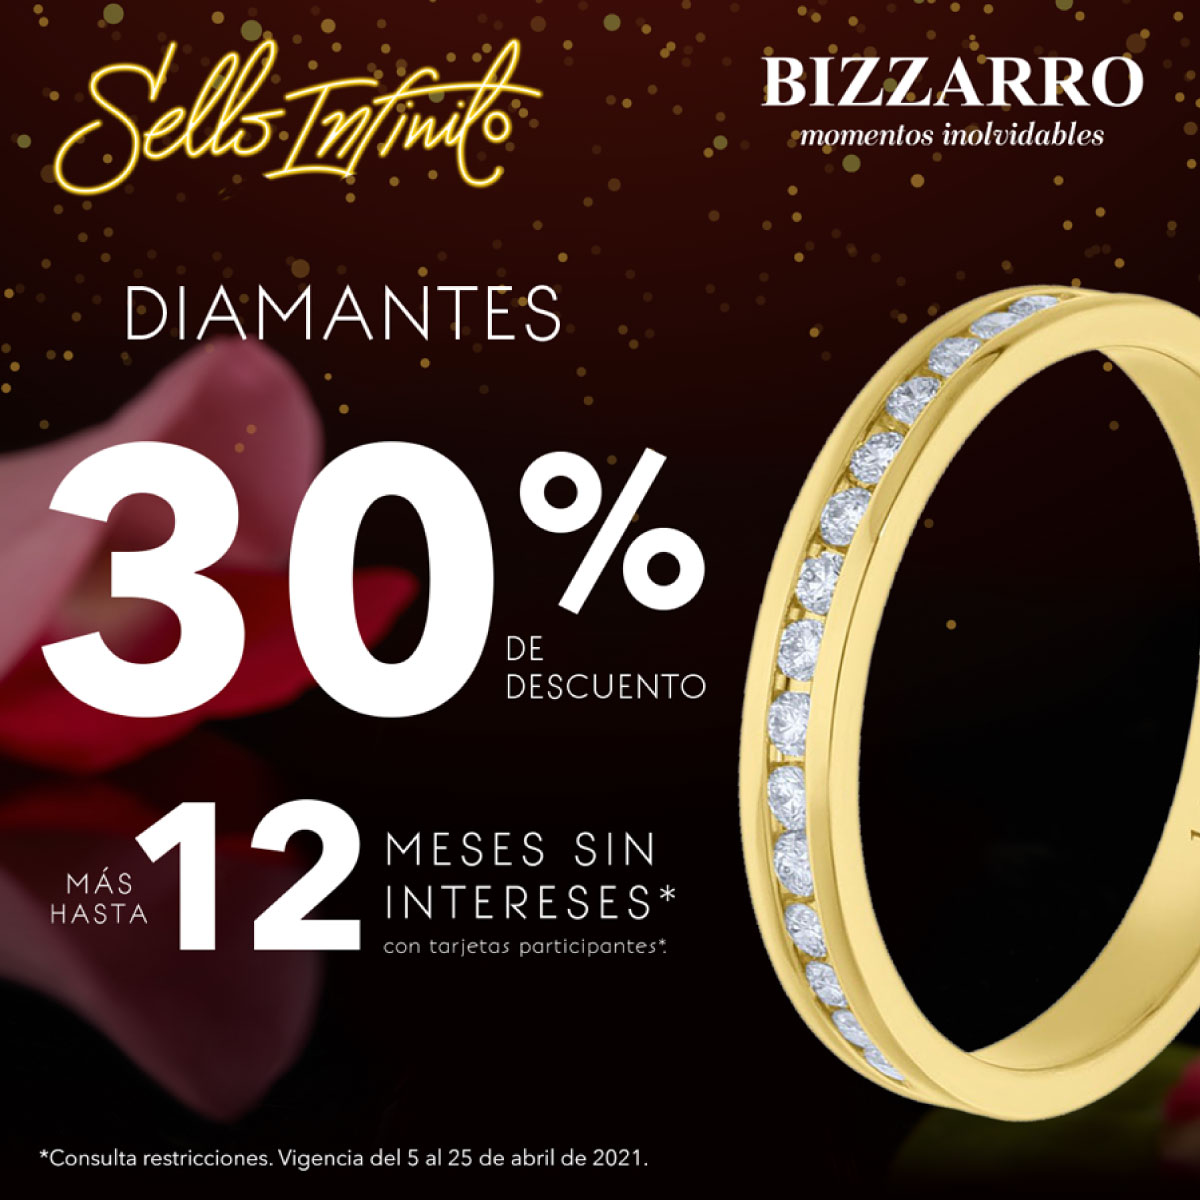 Sello Infinito
BIZZARRO
momentos inolvidables
DIAMANTES
30%
DE
DESCUENTO
MÁS
HASTA
12
MESES SIN
INTERESES*
con tarjetas participantes*.
*Consulta restricciones. Vigencia del 5 al 25 de abril de 2021.